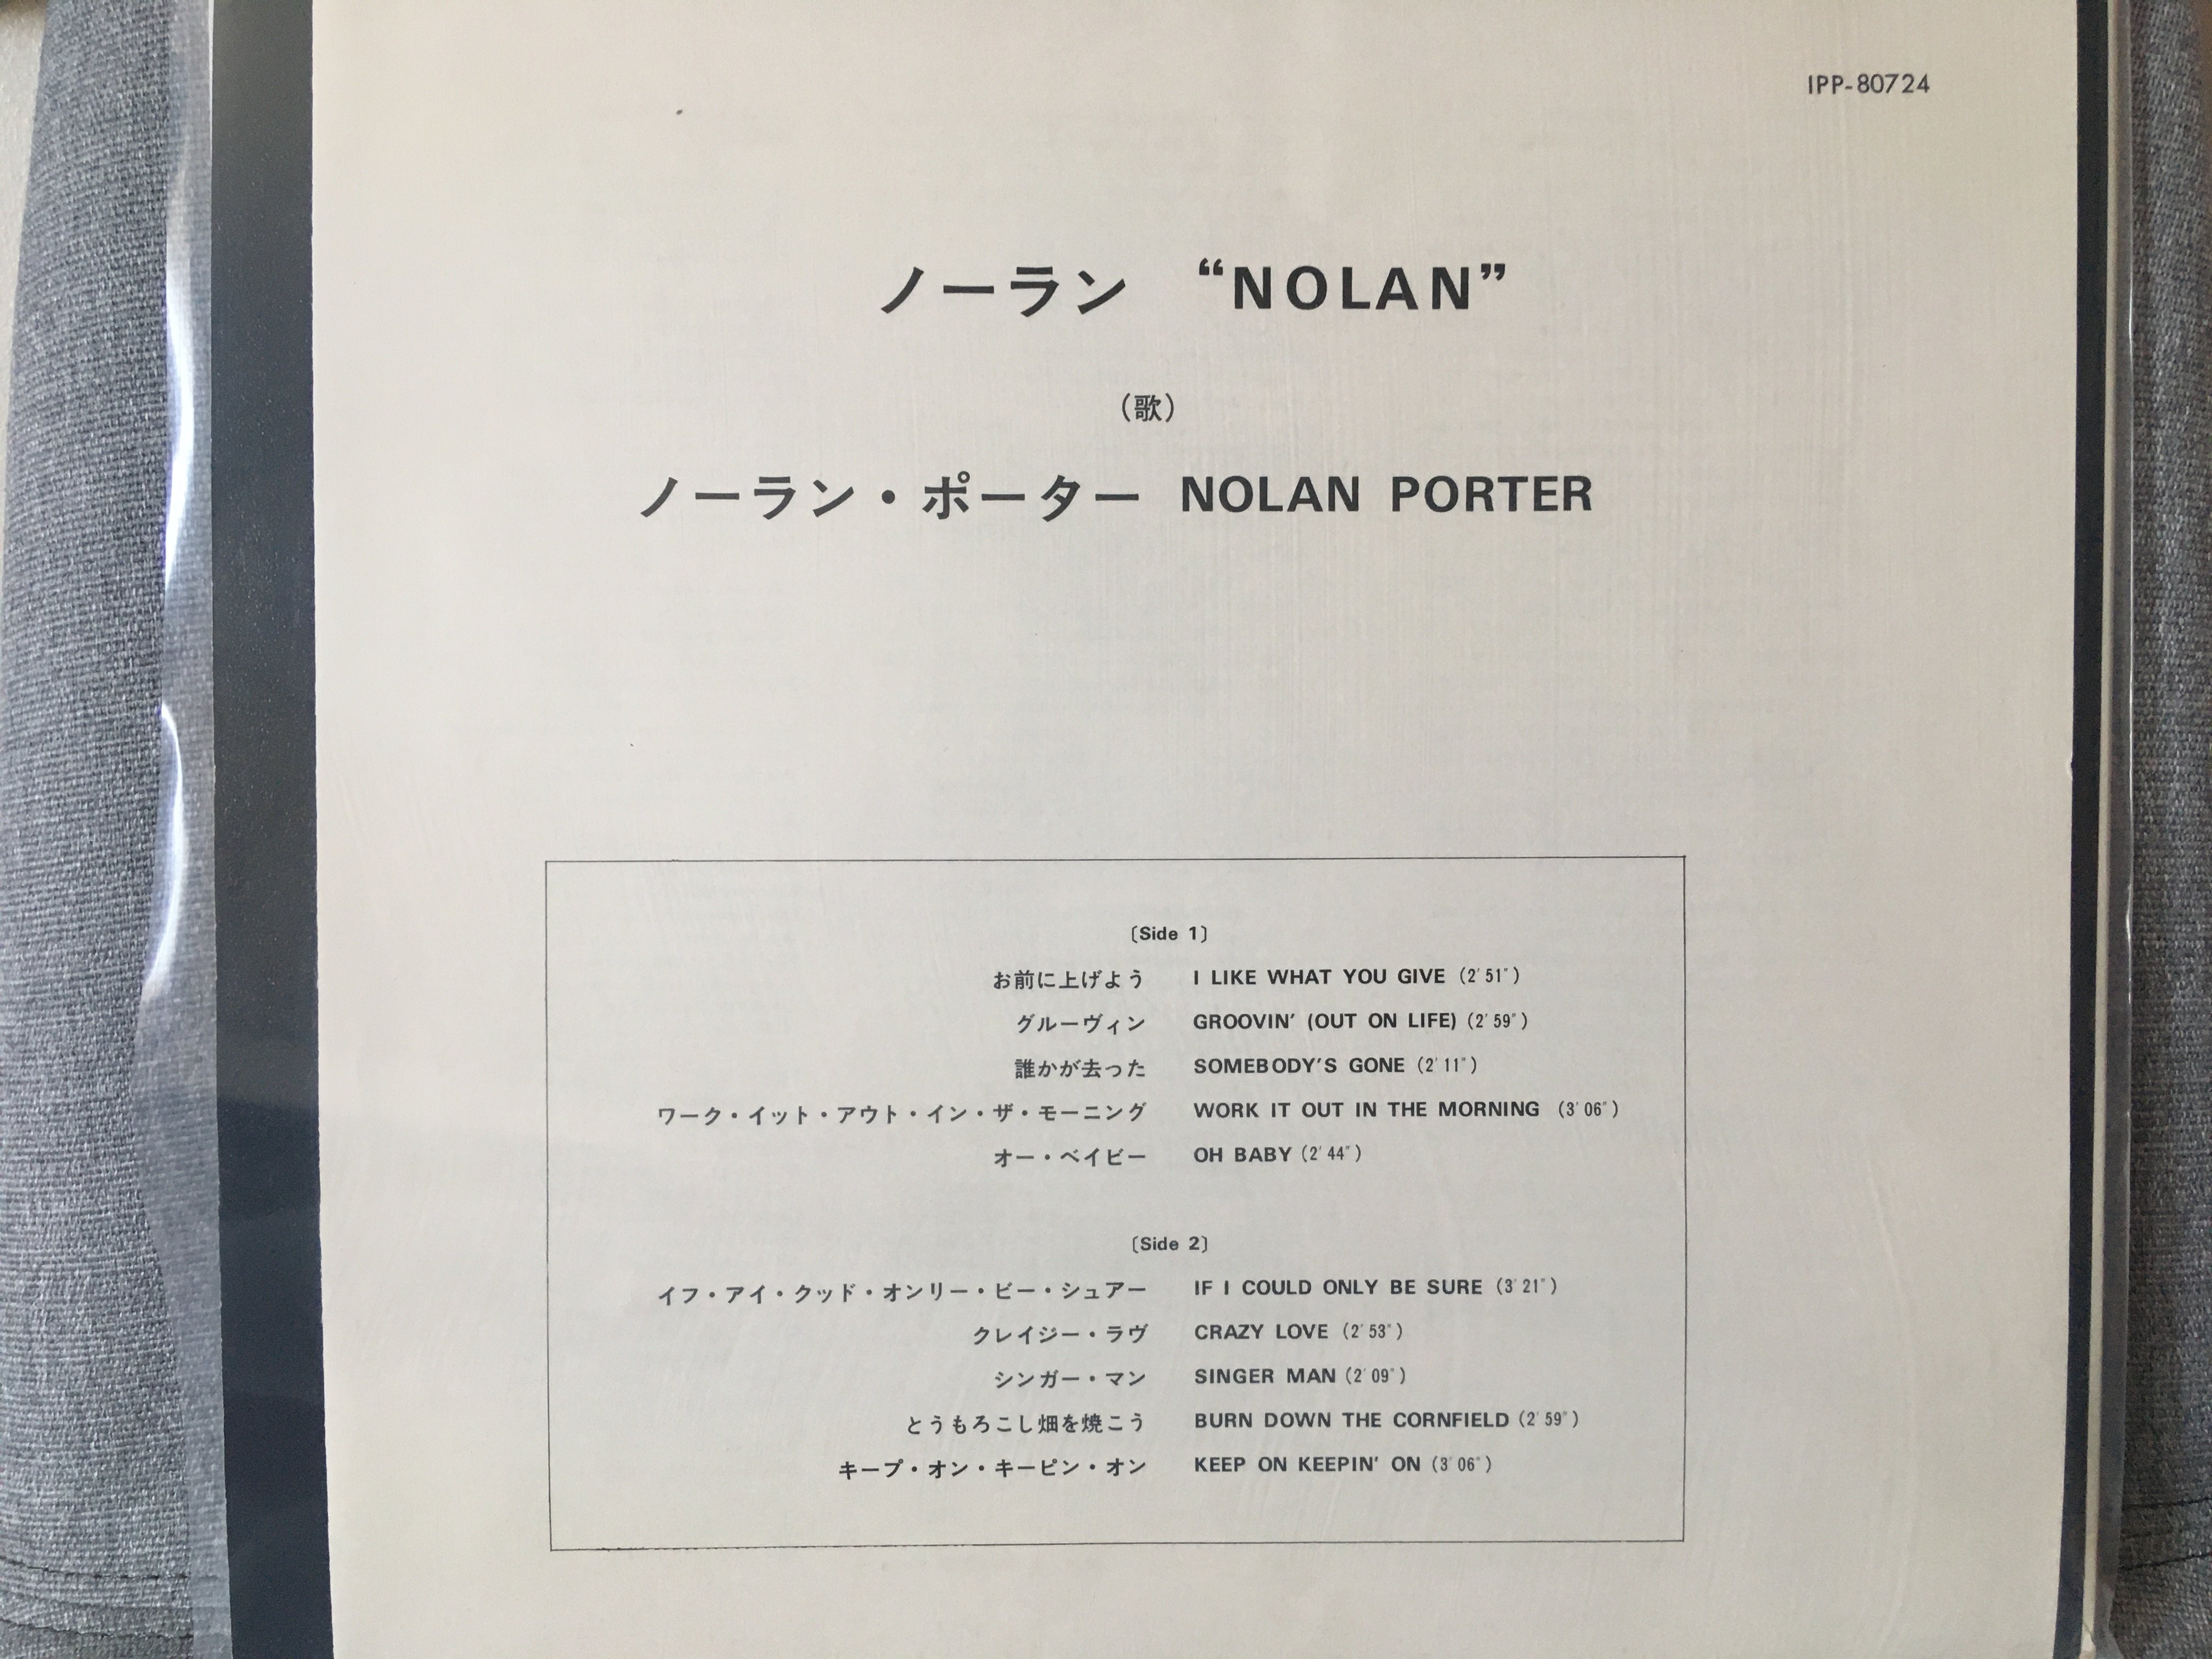 IPP-80724
ノーラン “NOLAN”
（歌）
ノーラン・ポーター NOLAN PORTER
〔Side 1〕
お前に上げよう I LIKE WHAT YOU GIVE (2′51″)
グルーヴィン GROOVIN’ (OUT ON LIFE) (2′59″)
誰かが去った SOMEBODY’S GONE (2′11″)
ワーク・イット・アウト・イン・ザ・モーニング WORK IT OUT IN THE MORNING (3′06″)
オー・ベイビー OH BABY (2′44″)
〔Side 2〕
イフ・アイ・クッド・オンリー・ビー・シュアー IF I COULD ONLY BE SURE (3′21″)
クレイジー・ラヴ CRAZY LOVE (2′53″)
シンガー・マン SINGER MAN (2′09″)
とうもろこし畑を焼こう BURN DOWN THE CORNFIELD (2′59″)
キープ・オン・キーピン・オン KEEP ON KEEPIN’ ON (3′06″)